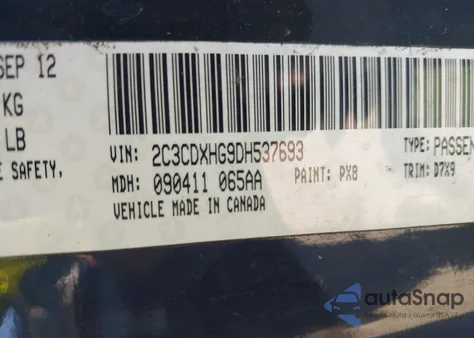 SEP 12
KG
LB
E SAFETY,
VIN: 2C3CDXHG9DH537693
TYPE: PASSEN
MDH: 090411 065AA
PAINT: PX8
TRIM: D7X9
VEHICLE MADE IN CANADA
autoSnap